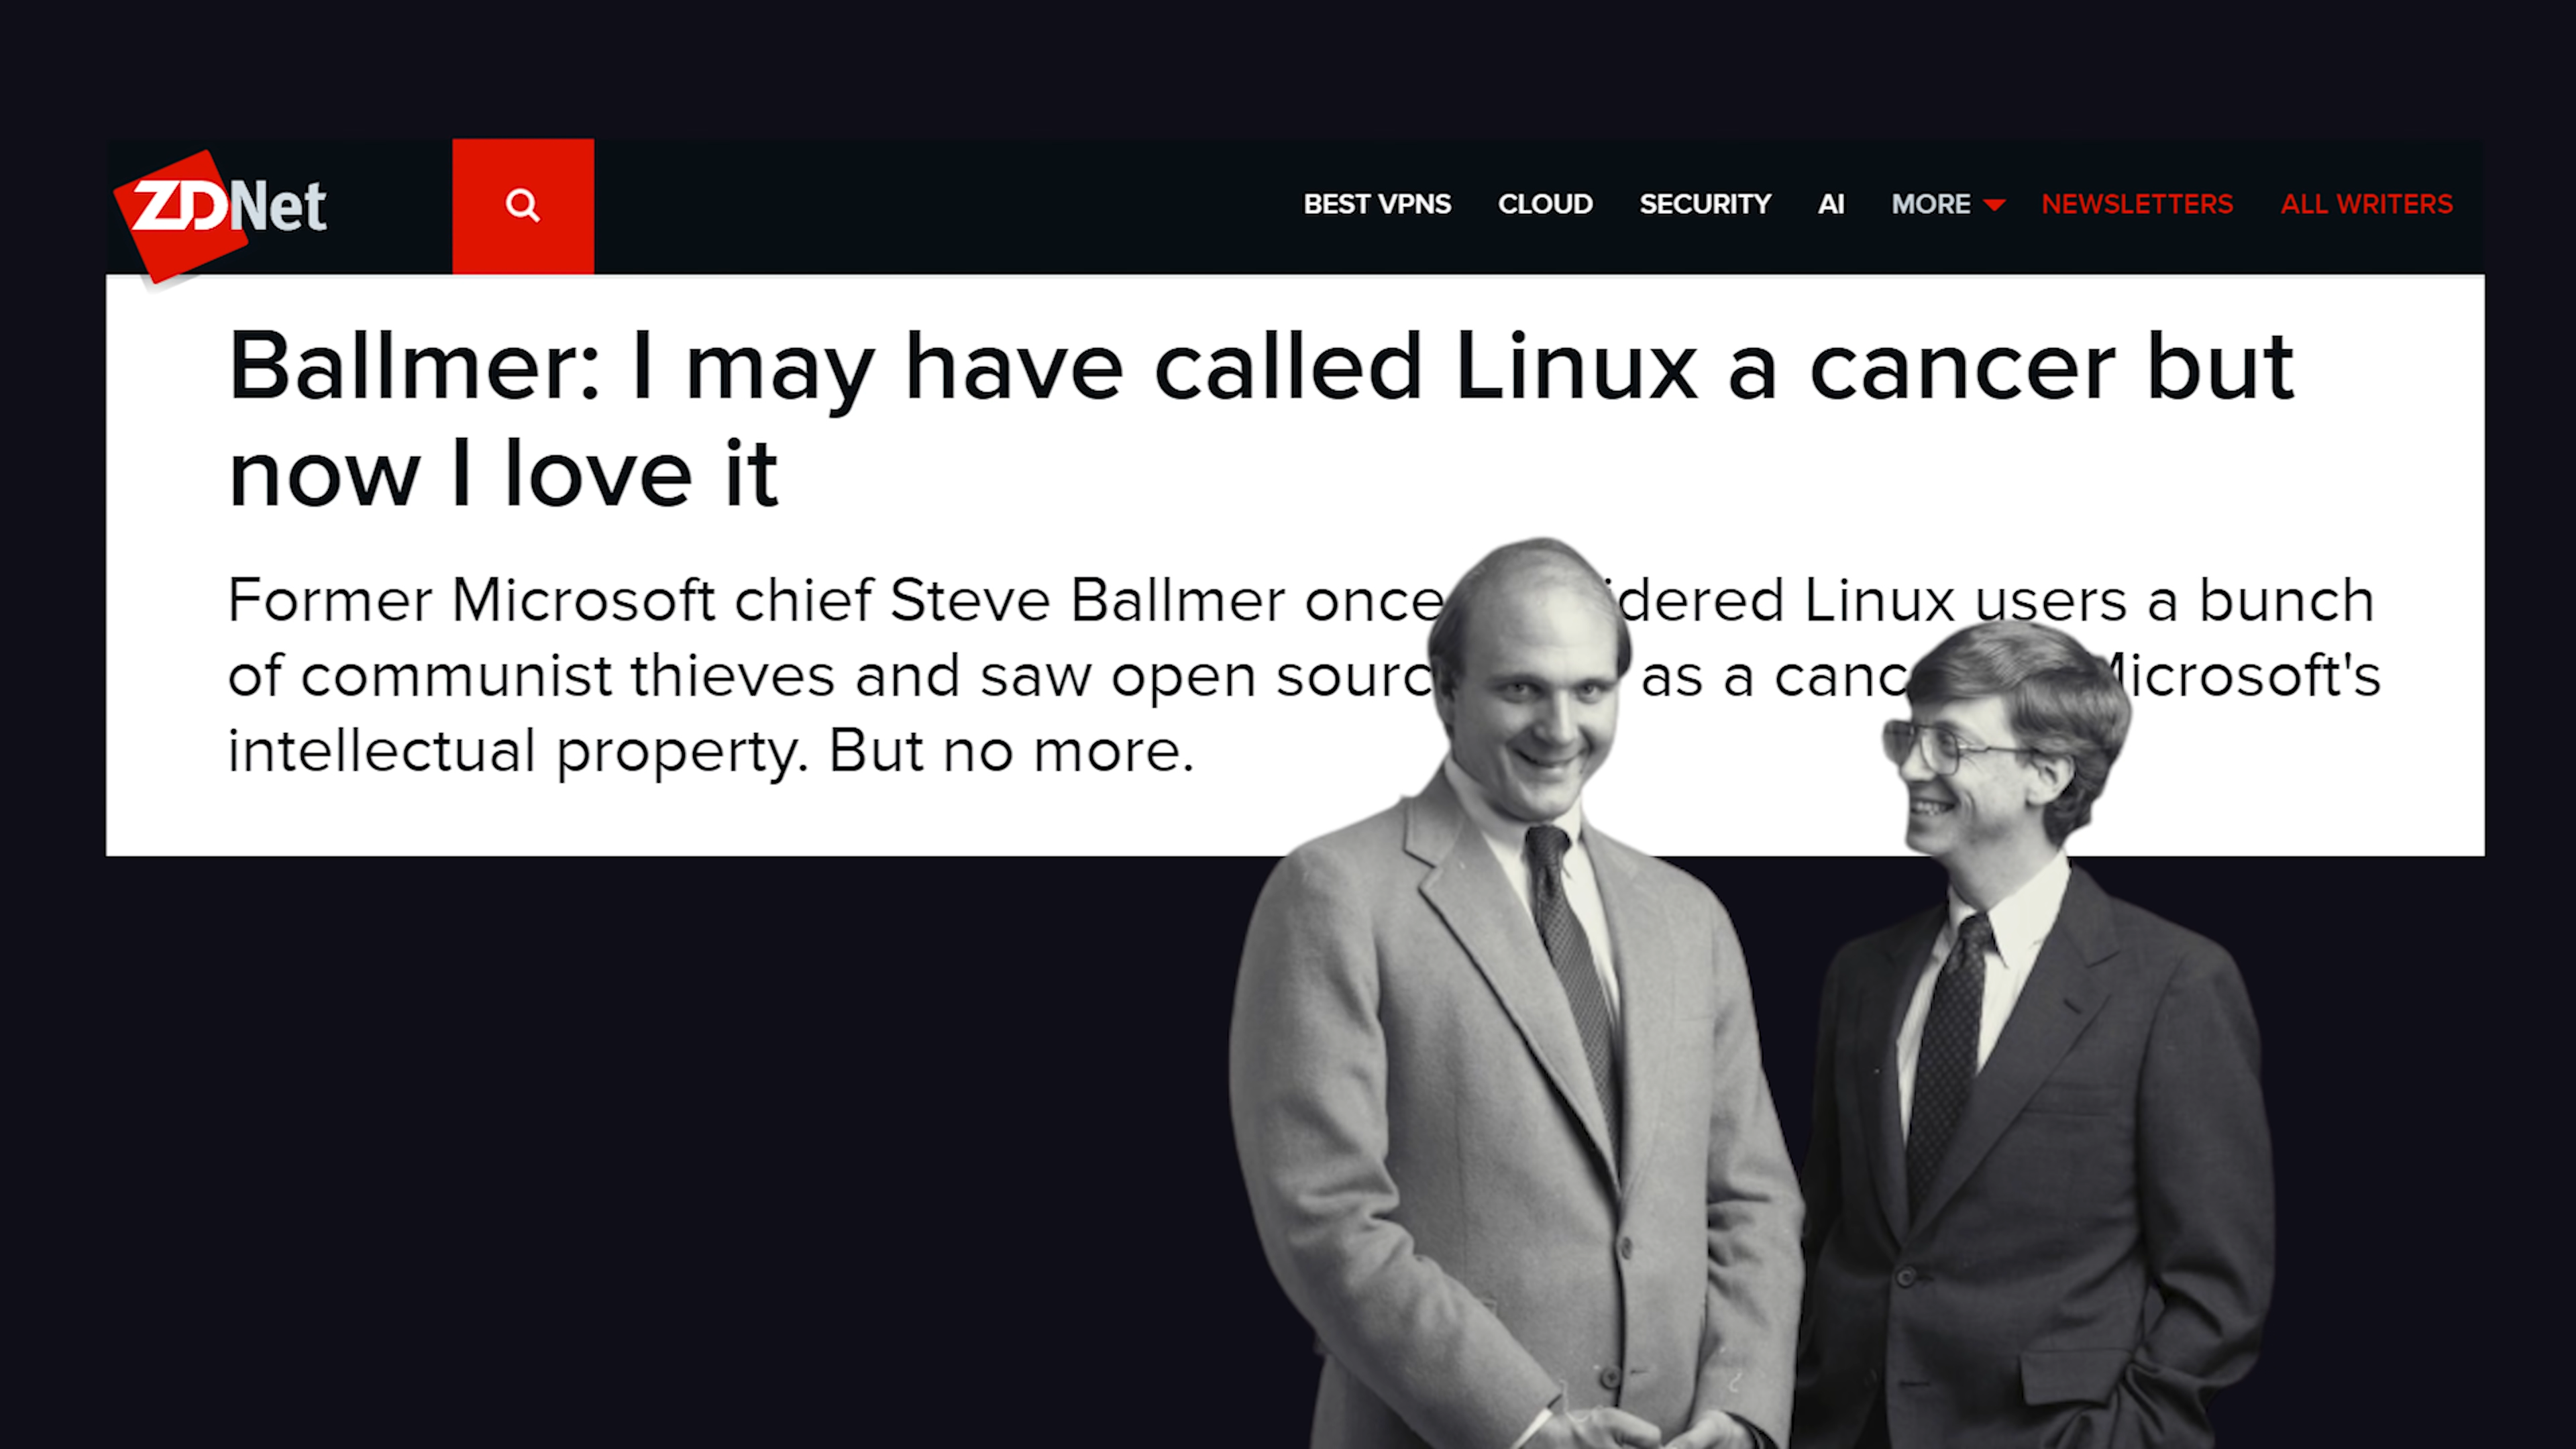 ZDNet
BEST VPNS CLOUD SECURITY AI MORE NEWSLETTERS ALL WRITERS
Ballmer: I may have called Linux a cancer but
now I love it
Former Microsoft chief Steve Ballmer once dered Linux users a bunch
of communist thieves and saw open sourc as a canc Microsoft's
intellectual property. But no more.